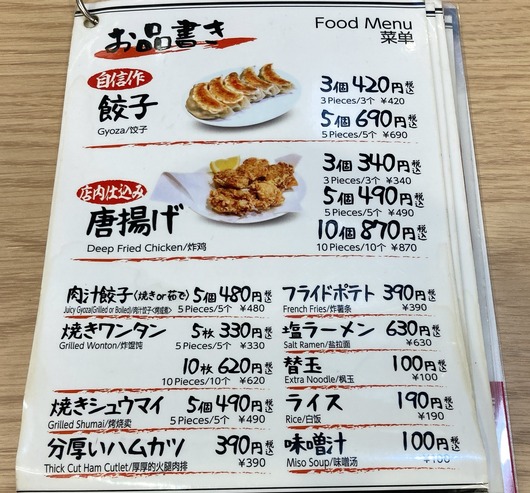 お品書き
Food Menu
菜单
自信作
餃子
Gyoza/饺子
3個 420円税込
3 Pieces/3个 ¥420
5個 690円税込
5 Pieces/5个 ¥690
店内仕込み
唐揚げ
Deep Fried Chicken/炸鸡
3個 340円税込
3 Pieces/3个 ¥340
5個 490円税込
5 Pieces/5个 ¥490
10個 870円税込
10 Pieces/10个 ¥870
肉汁餃子(焼きor茹で) 5個 480円税込
Juicy Gyoza(Grilled or Boiled)/肉汁饺子 5 Pieces/5个 ¥480
焼きワンタン 5枚 330円税込
Grilled Wonton/炸馄饨 5 Pieces/5个 ¥330
10枚 620円税込
10 Pieces/10个 ¥620
焼きシュウマイ 5個 490円税込
Grilled Shumai/烤烧卖 5 Pieces/5个 ¥490
分厚いハムカツ 390円税込
Thick Cut Ham Cutlet/厚厚的火腿肉排 ¥390
フライドポテト 390円税込
French Fries/炸薯条 ¥390
塩ラーメン 630円税込
Salt Ramen/盐拉面 ¥630
替玉 100円税込
Extra Noodle/枫玉 ¥100
ライス 190円税込
Rice/白饭 ¥190
味噌汁 100円税込
Miso Soup/味噌汤 ¥100